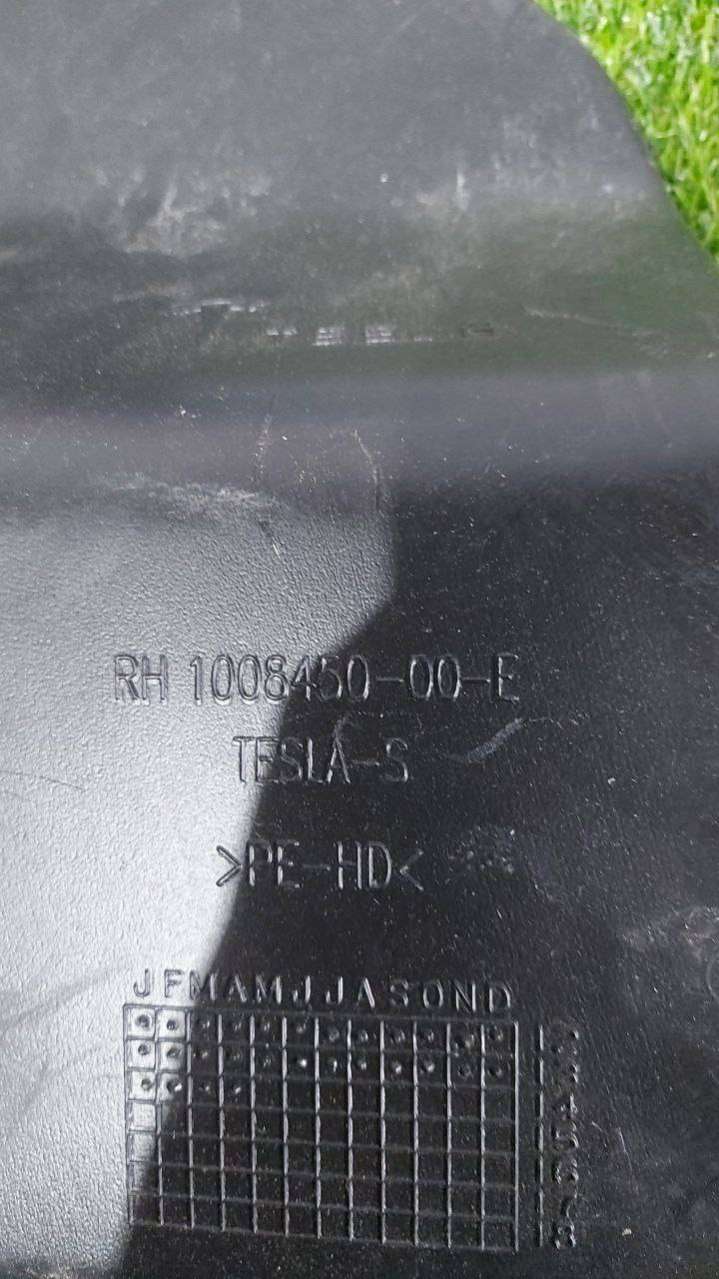 RH 1008450-00-E
TESLA-S
>PE-HD<
JFMAMJJASOND